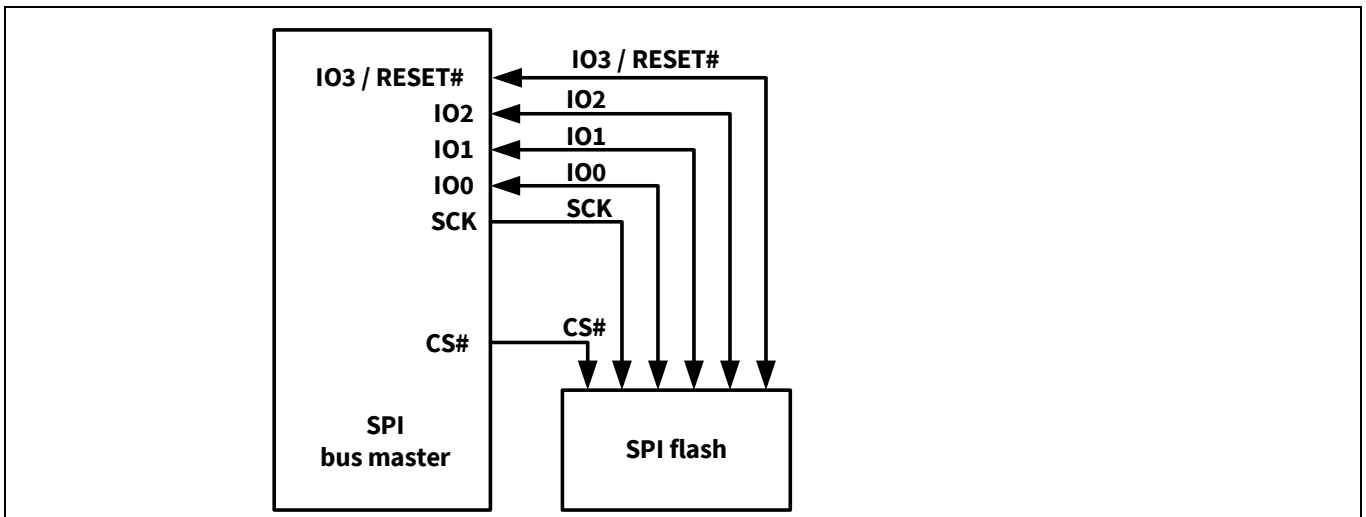 IO3 / RESET#
IO3 / RESET#
IO2
IO2
IO1
IO1
IO0
IO0
SCK
SCK
CS#
CS#
SPI
bus master
SPI flash